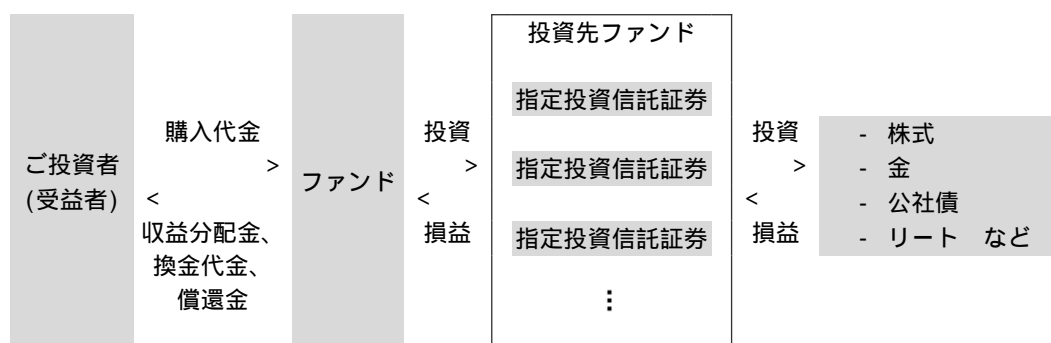 投資先ファンド
ご投資者
(受益者)
購入代金
>
<
収益分配金、
換金代金、
償還金
ファンド
投資
>
<
損益
指定投資信託証券
指定投資信託証券
指定投資信託証券
⋮
投資
>
<
損益
- 株式
- 金
- 公社債
- リート　など